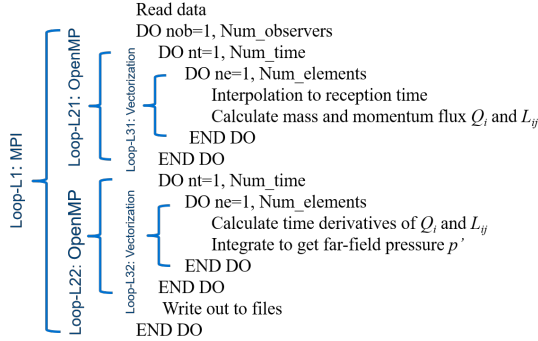 Read data
DO nob=1, Num_observers
DO nt=1, Num_time
DO ne=1, Num_elements
Interpolation to reception time
Calculate mass and momentum flux Qi and Lij
END DO
END DO
DO nt=1, Num_time
DO ne=1, Num_elements
Calculate time derivatives of Qi and Lij
Integrate to get far-field pressure p’
END DO
END DO
Write out to files
END DO
Loop-L1: MPI
Loop-L21: OpenMP
Loop-L31: Vectorization
Loop-L22: OpenMP
Loop-L32: Vectorization